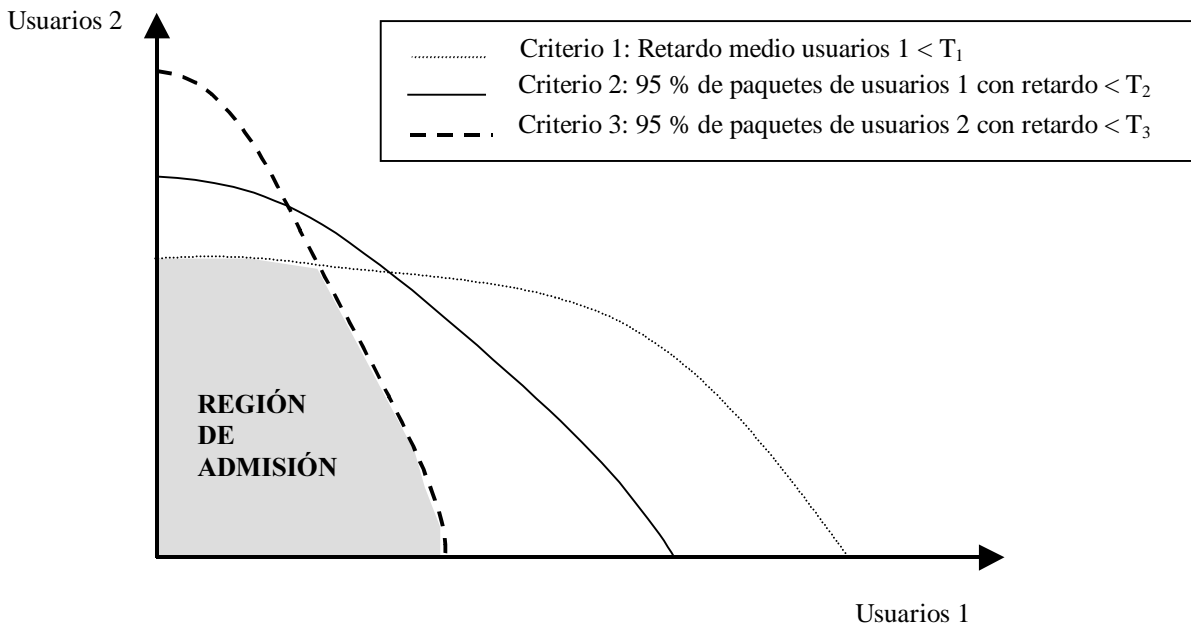 Usuarios 2
Criterio 1: Retardo medio usuarios 1 < T₁
Criterio 2: 95 % de paquetes de usuarios 1 con retardo < T₂
Criterio 3: 95 % de paquetes de usuarios 2 con retardo < T₃
REGIÓN
DE
ADMISIÓN
Usuarios 1